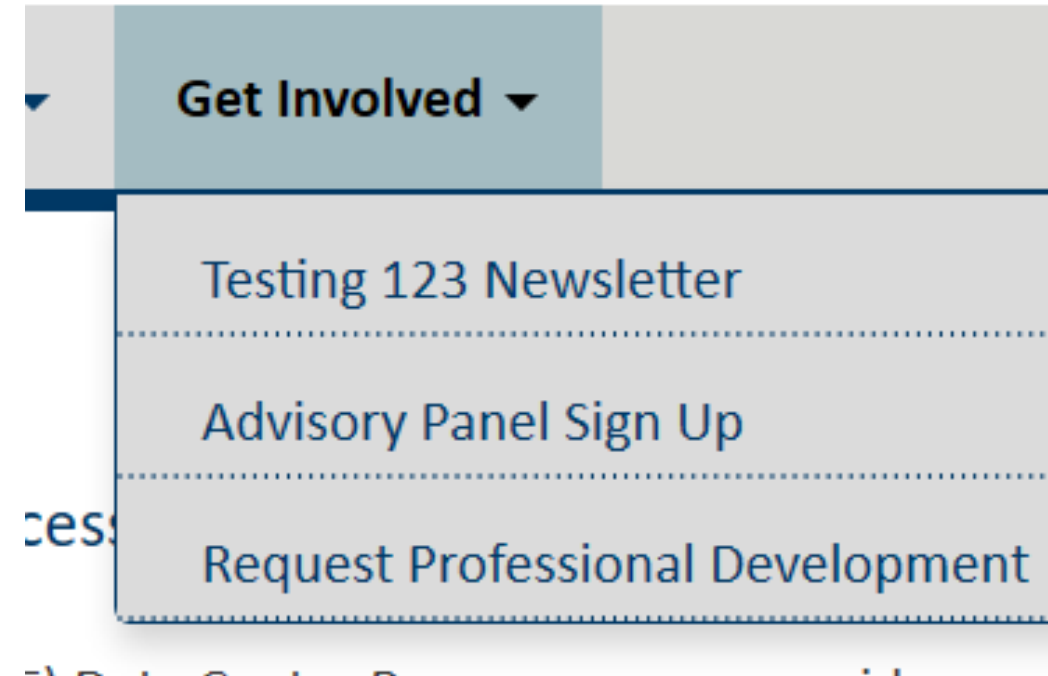 Get Involved
Testing 123 Newsletter
Advisory Panel Sign Up
Request Professional Development